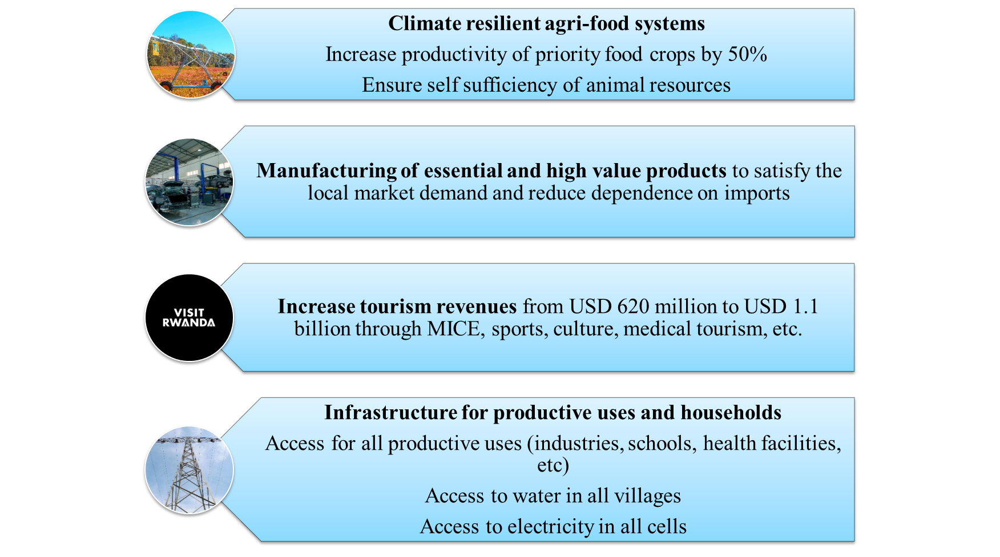 Climate resilient agri-food systems
Increase productivity of priority food crops by 50%
Ensure self sufficiency of animal resources
Manufacturing of essential and high value products to satisfy the
local market demand and reduce dependence on imports
VISIT
RWANDA
Increase tourism revenues from USD 620 million to USD 1.1
billion through MICE, sports, culture, medical tourism, etc.
Infrastructure for productive uses and households
Access for all productive uses (industries, schools, health facilities,
etc)
Access to water in all villages
Access to electricity in all cells